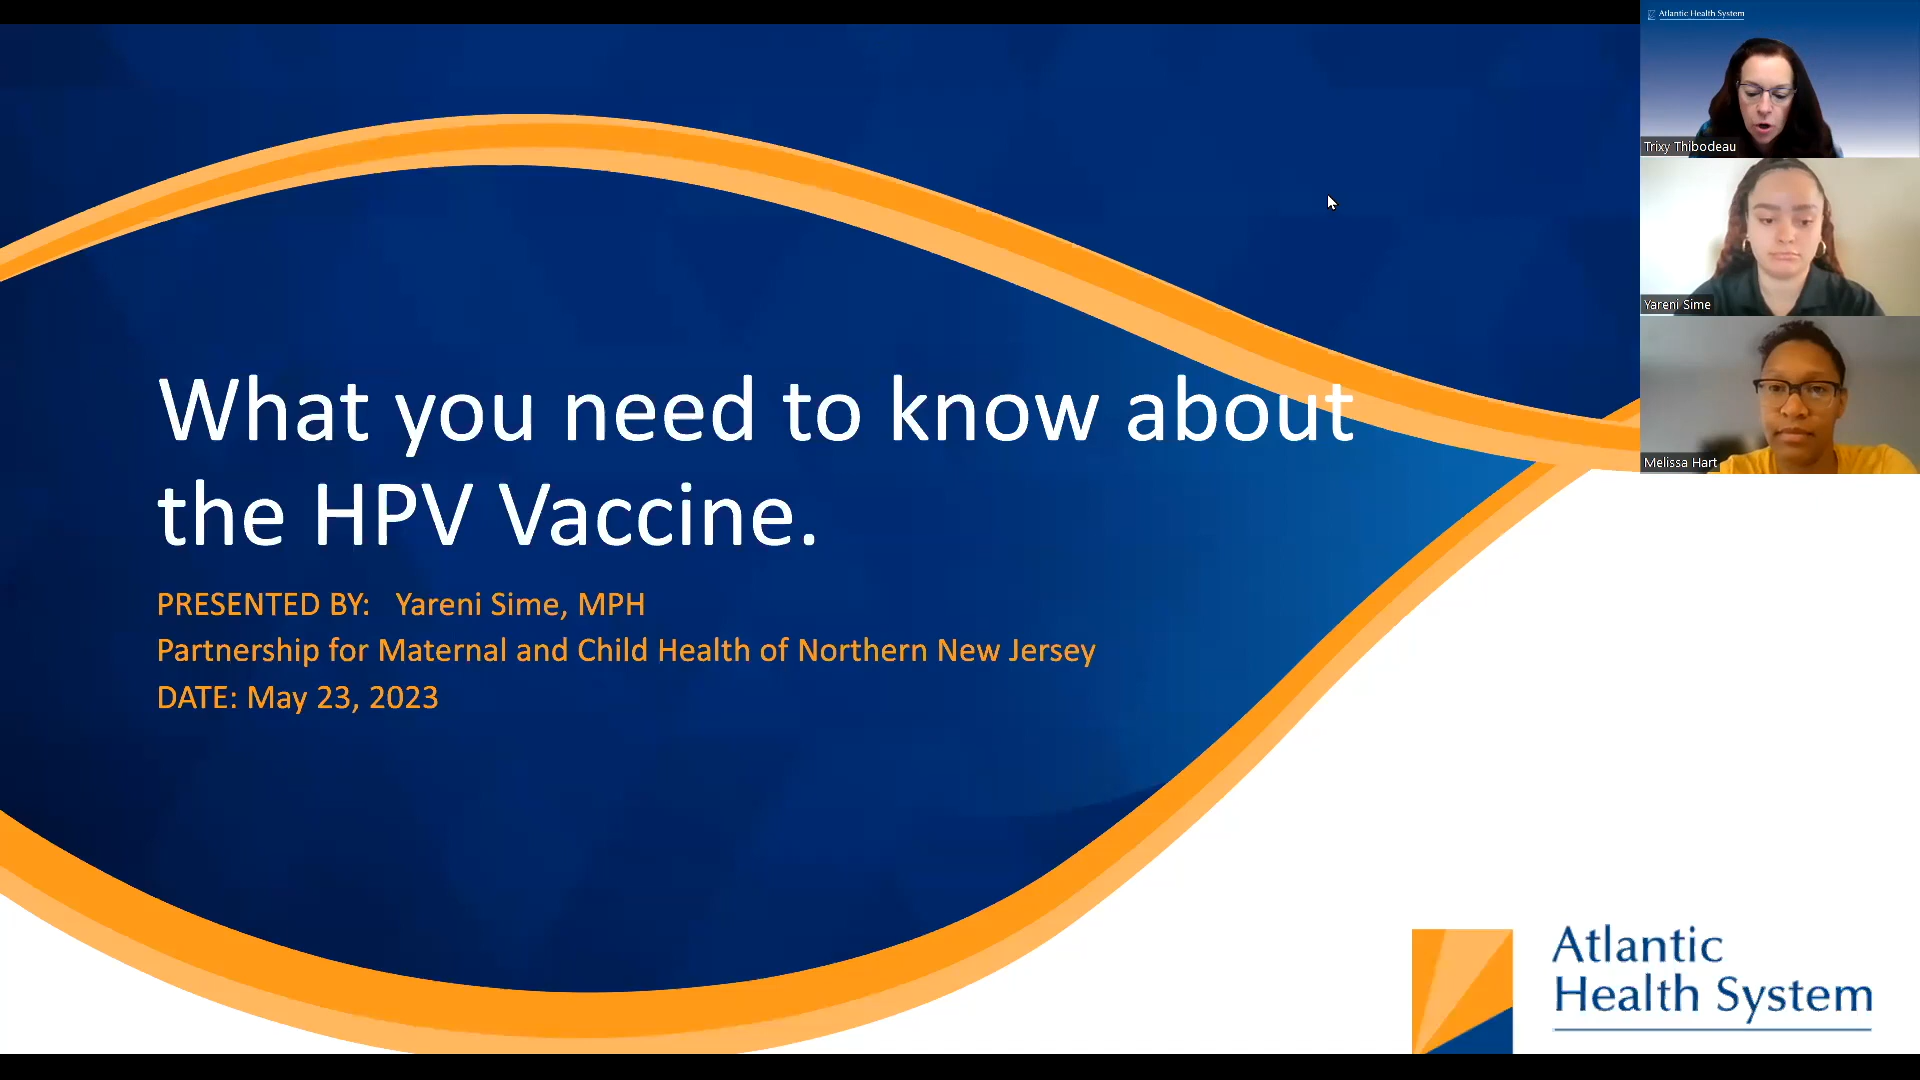 What you need to know about
the HPV Vaccine.
PRESENTED BY: Yareni Sime, MPH
Partnership for Maternal and Child Health of Northern New Jersey
DATE: May 23, 2023
Atlantic Health System
Trixy Thibodeau
Yareni Sime
Melissa Hart
Atlantic
Health System